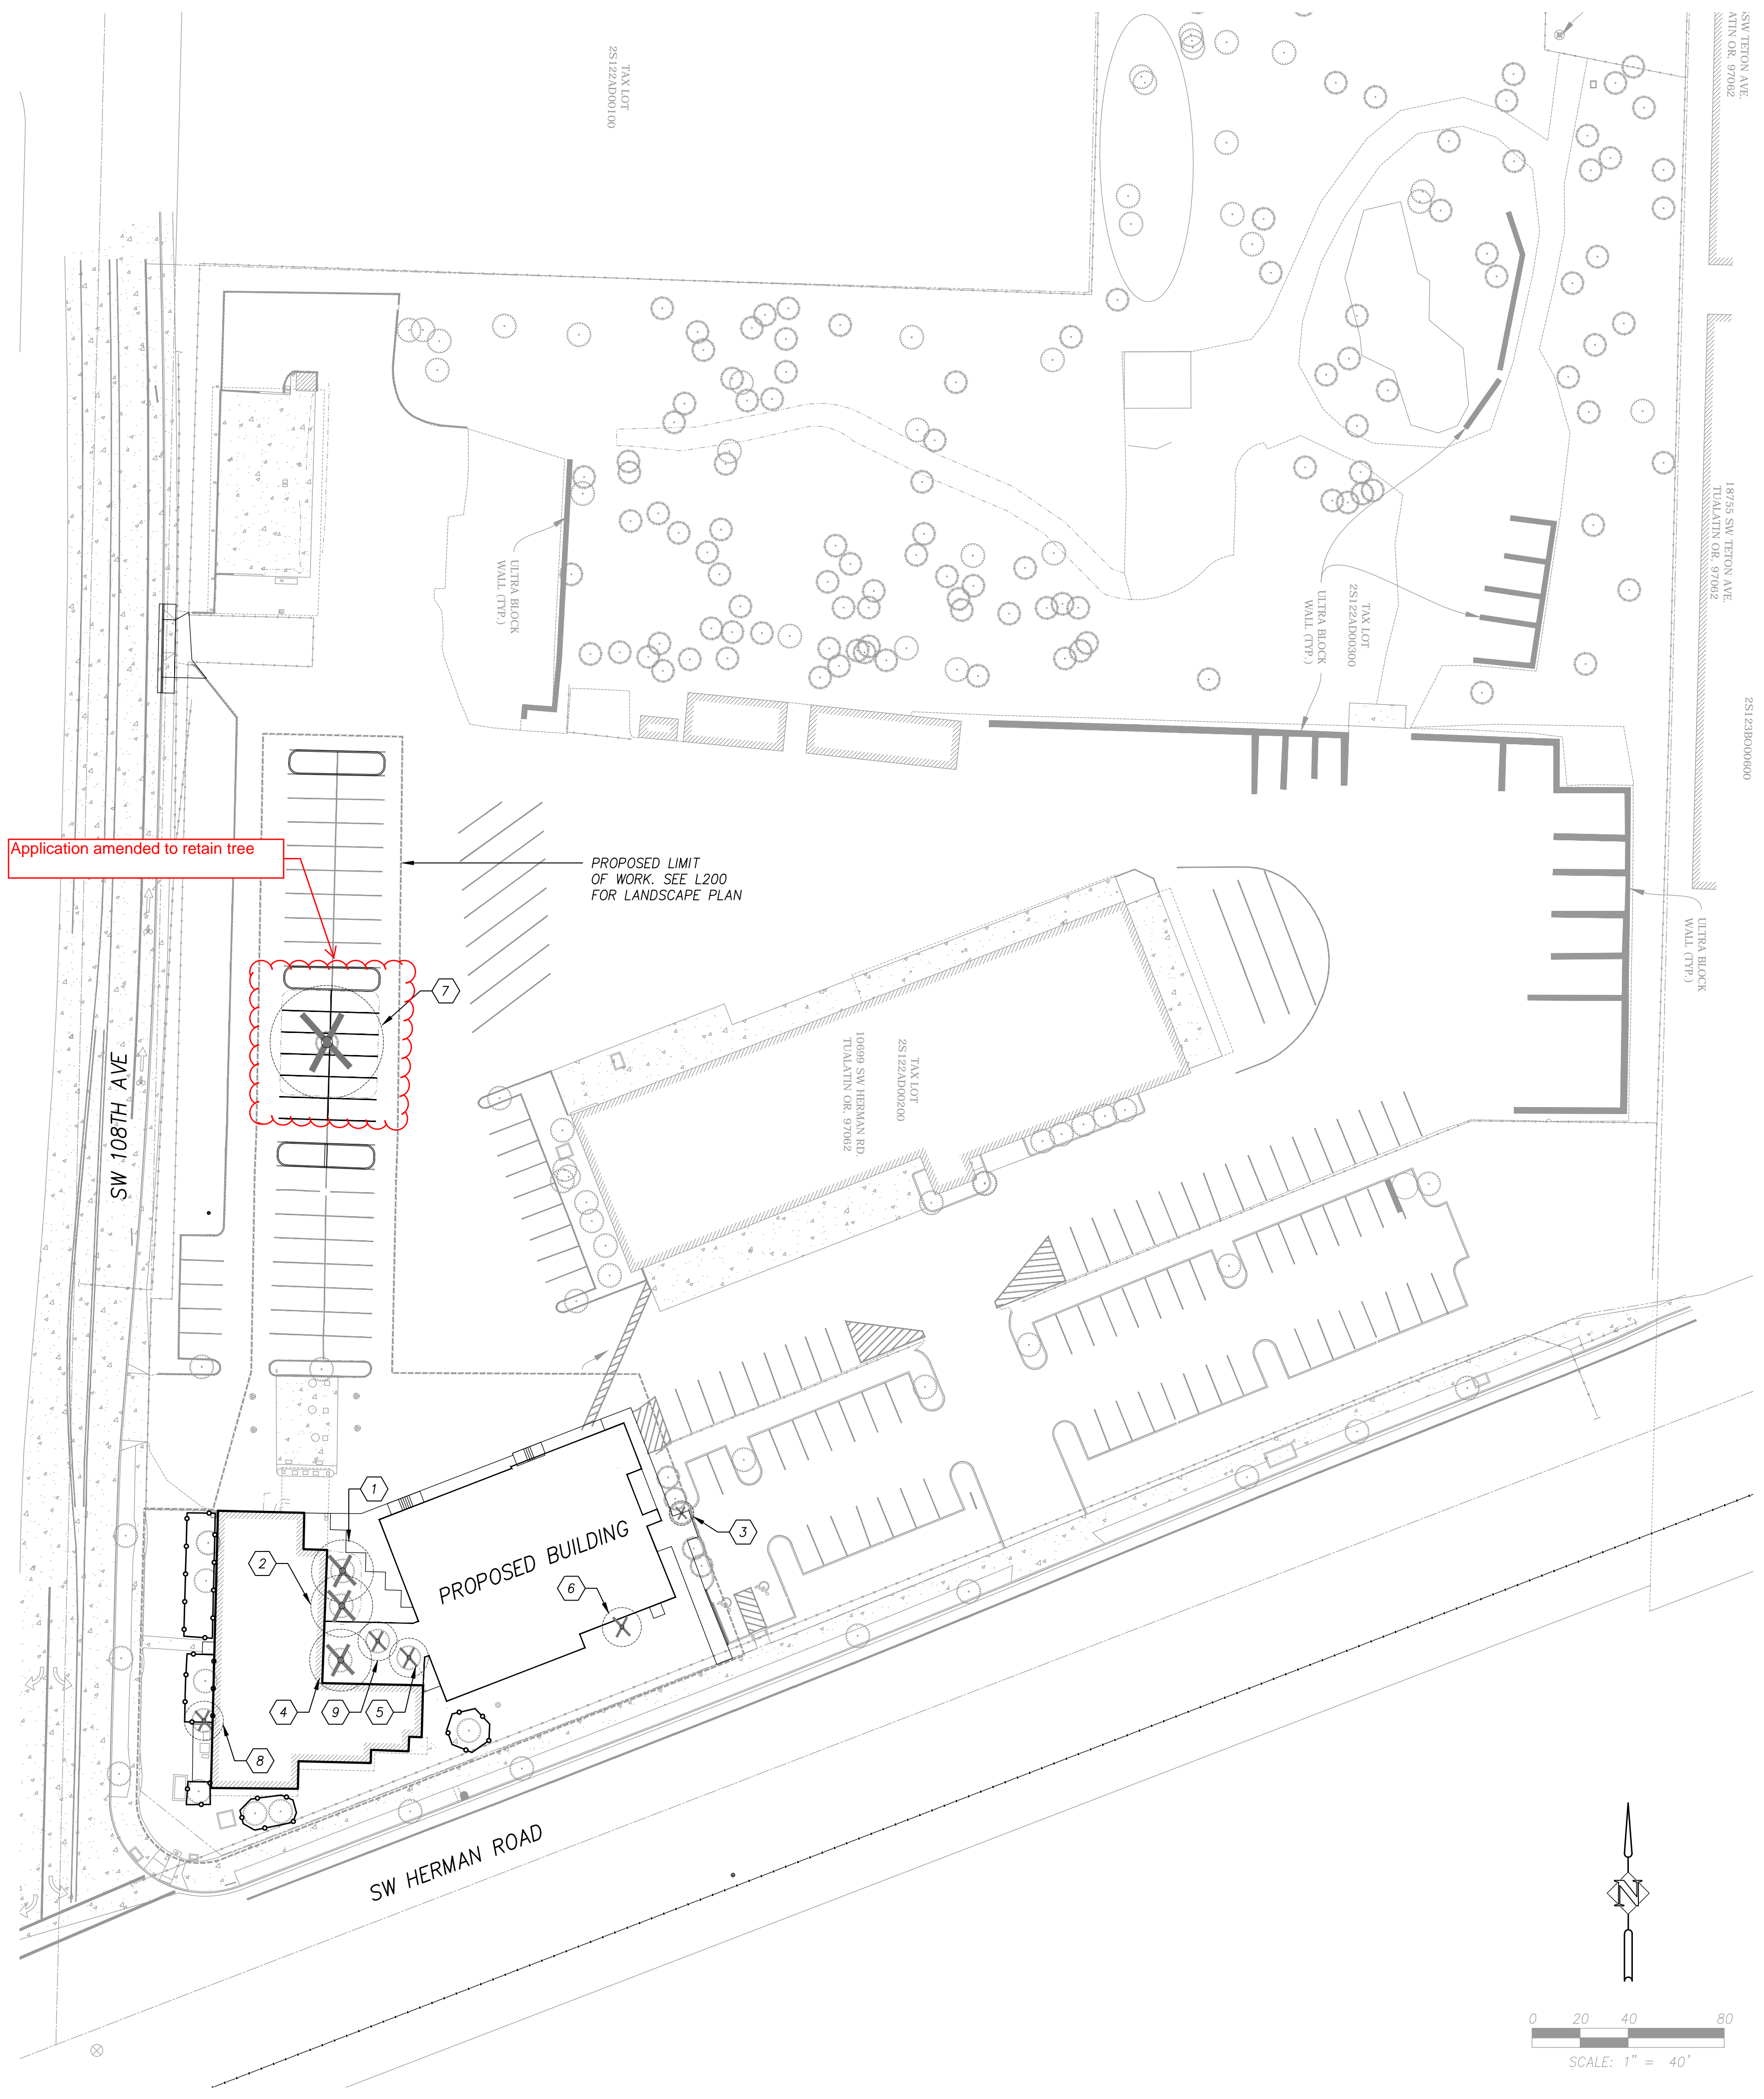 SW TETON AVE.
ATIN OR. 97062
TAX LOT
2S122AD00100
18755 SW TETON AVE.
TUALATIN OR. 97062
ULTRA BLOCK
WALL (TYP.)
TAX LOT
2S122AD00300
ULTRA BLOCK
WALL (TYP.)
2S123BO00600
Application amended to retain tree
PROPOSED LIMIT
OF WORK. SEE L200
FOR LANDSCAPE PLAN
ULTRA BLOCK
WALL (TYP.)
7
TAX LOT
2S122AD00200
10699 SW HERMAN RD.
TUALATIN OR. 97062
SW 108TH AVE
1
2
3
PROPOSED BUILDING
6
4
9
5
8
SW HERMAN ROAD
N
0 20 40 80
SCALE: 1" = 40'